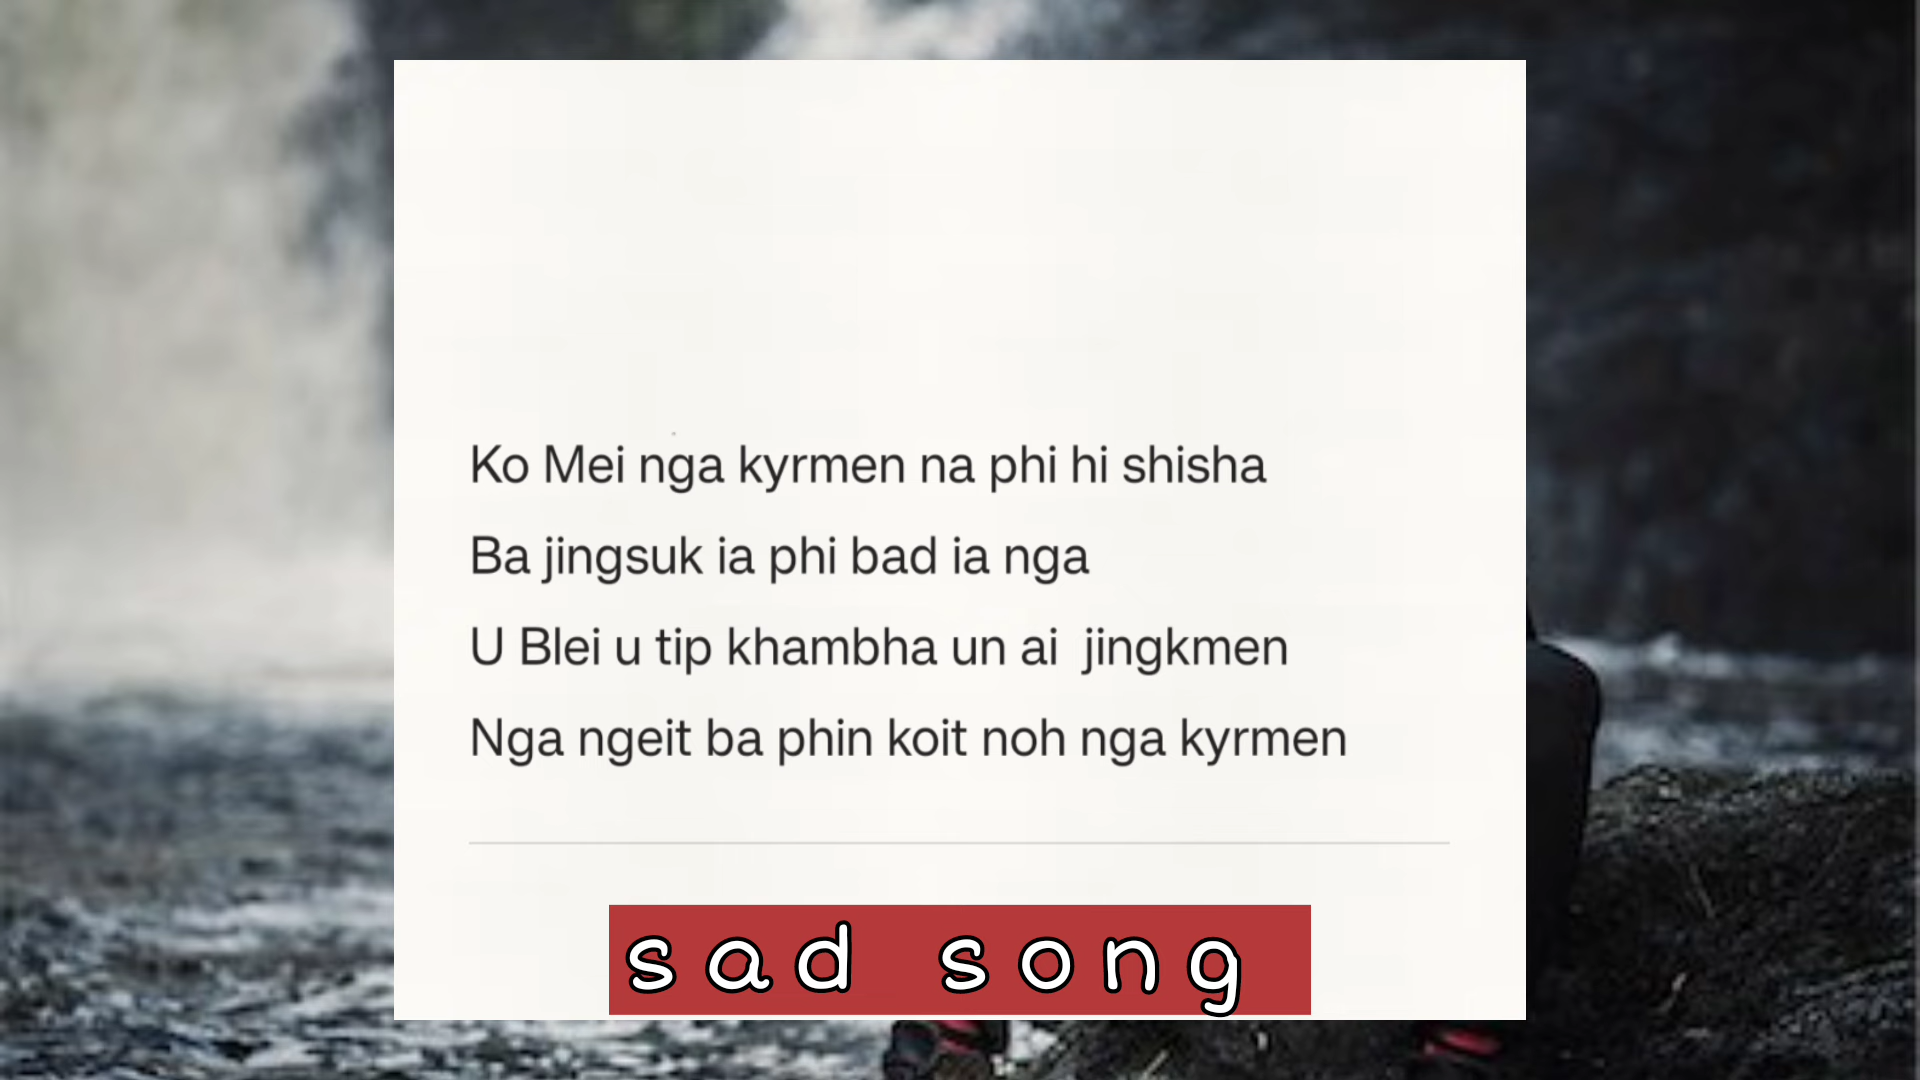 Ko Mei nga kyrmen na phi hi shisha
Ba jingsuk ia phi bad ia nga
U Blei u tip khambha un ai jingkmen
Nga ngeit ba phin koit noh nga kyrmen
sad song